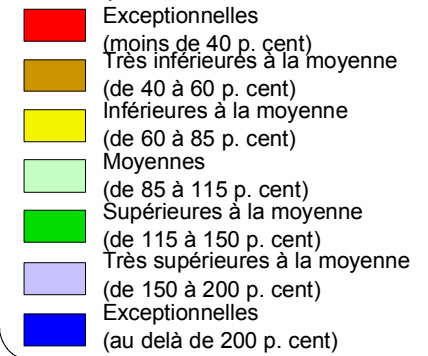 Exceptionnelles
(moins de 40 p. cent)
Très inférieures à la moyenne
(de 40 à 60 p. cent)
Inférieures à la moyenne
(de 60 à 85 p. cent)
Moyennes
(de 85 à 115 p. cent)
Supérieures à la moyenne
(de 115 à 150 p. cent)
Très supérieures à la moyenne
(de 150 à 200 p. cent)
Exceptionnelles
(au delà de 200 p. cent)